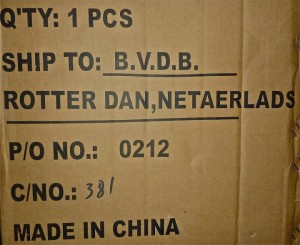 Q'TY: 1 PCS
SHIP TO: B.V.D.B.
ROTTER DAN,NETAERLADS
P/O NO.: 0212
C/NO.: 381
MADE IN CHINA